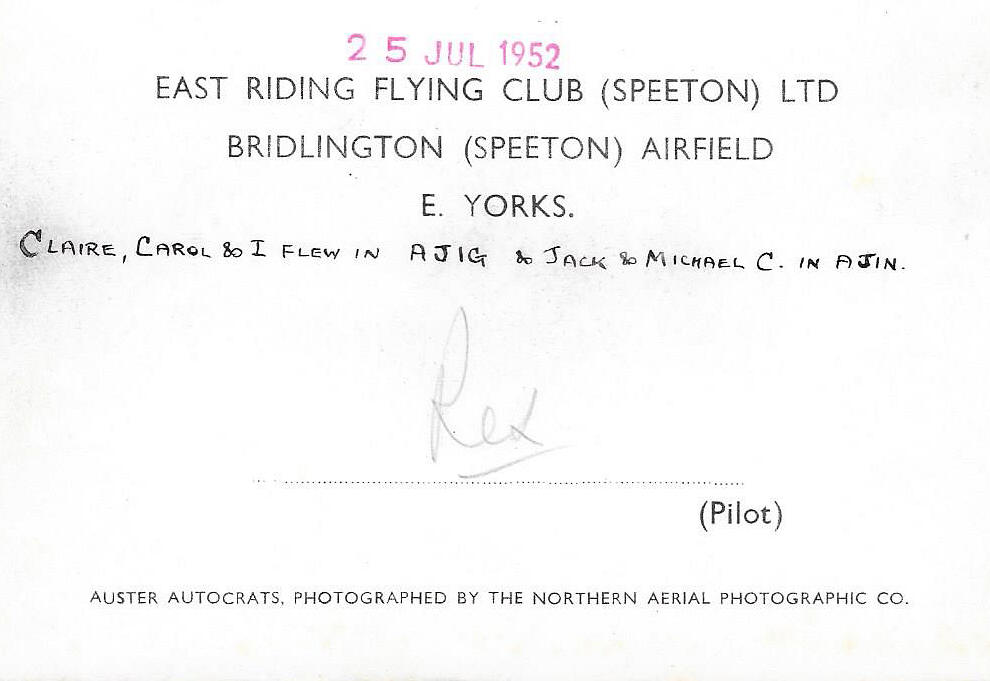 25 JUL 1952
EAST RIDING FLYING CLUB (SPEETON) LTD
BRIDLINGTON (SPEETON) AIRFIELD
E. YORKS.
CLAIRE, CAROL & I FLEW IN AJIG & JACK & MICHAEL C. IN AJIN.
Rex
(Pilot)
AUSTER AUTOCRATS, PHOTOGRAPHED BY THE NORTHERN AERIAL PHOTOGRAPHIC CO.